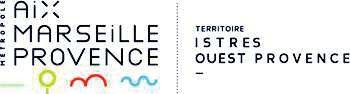 MÉTROPOLE
AIX
MARSEILLE
PROVENCE
TERRITOIRE
ISTRES
OUEST PROVENCE